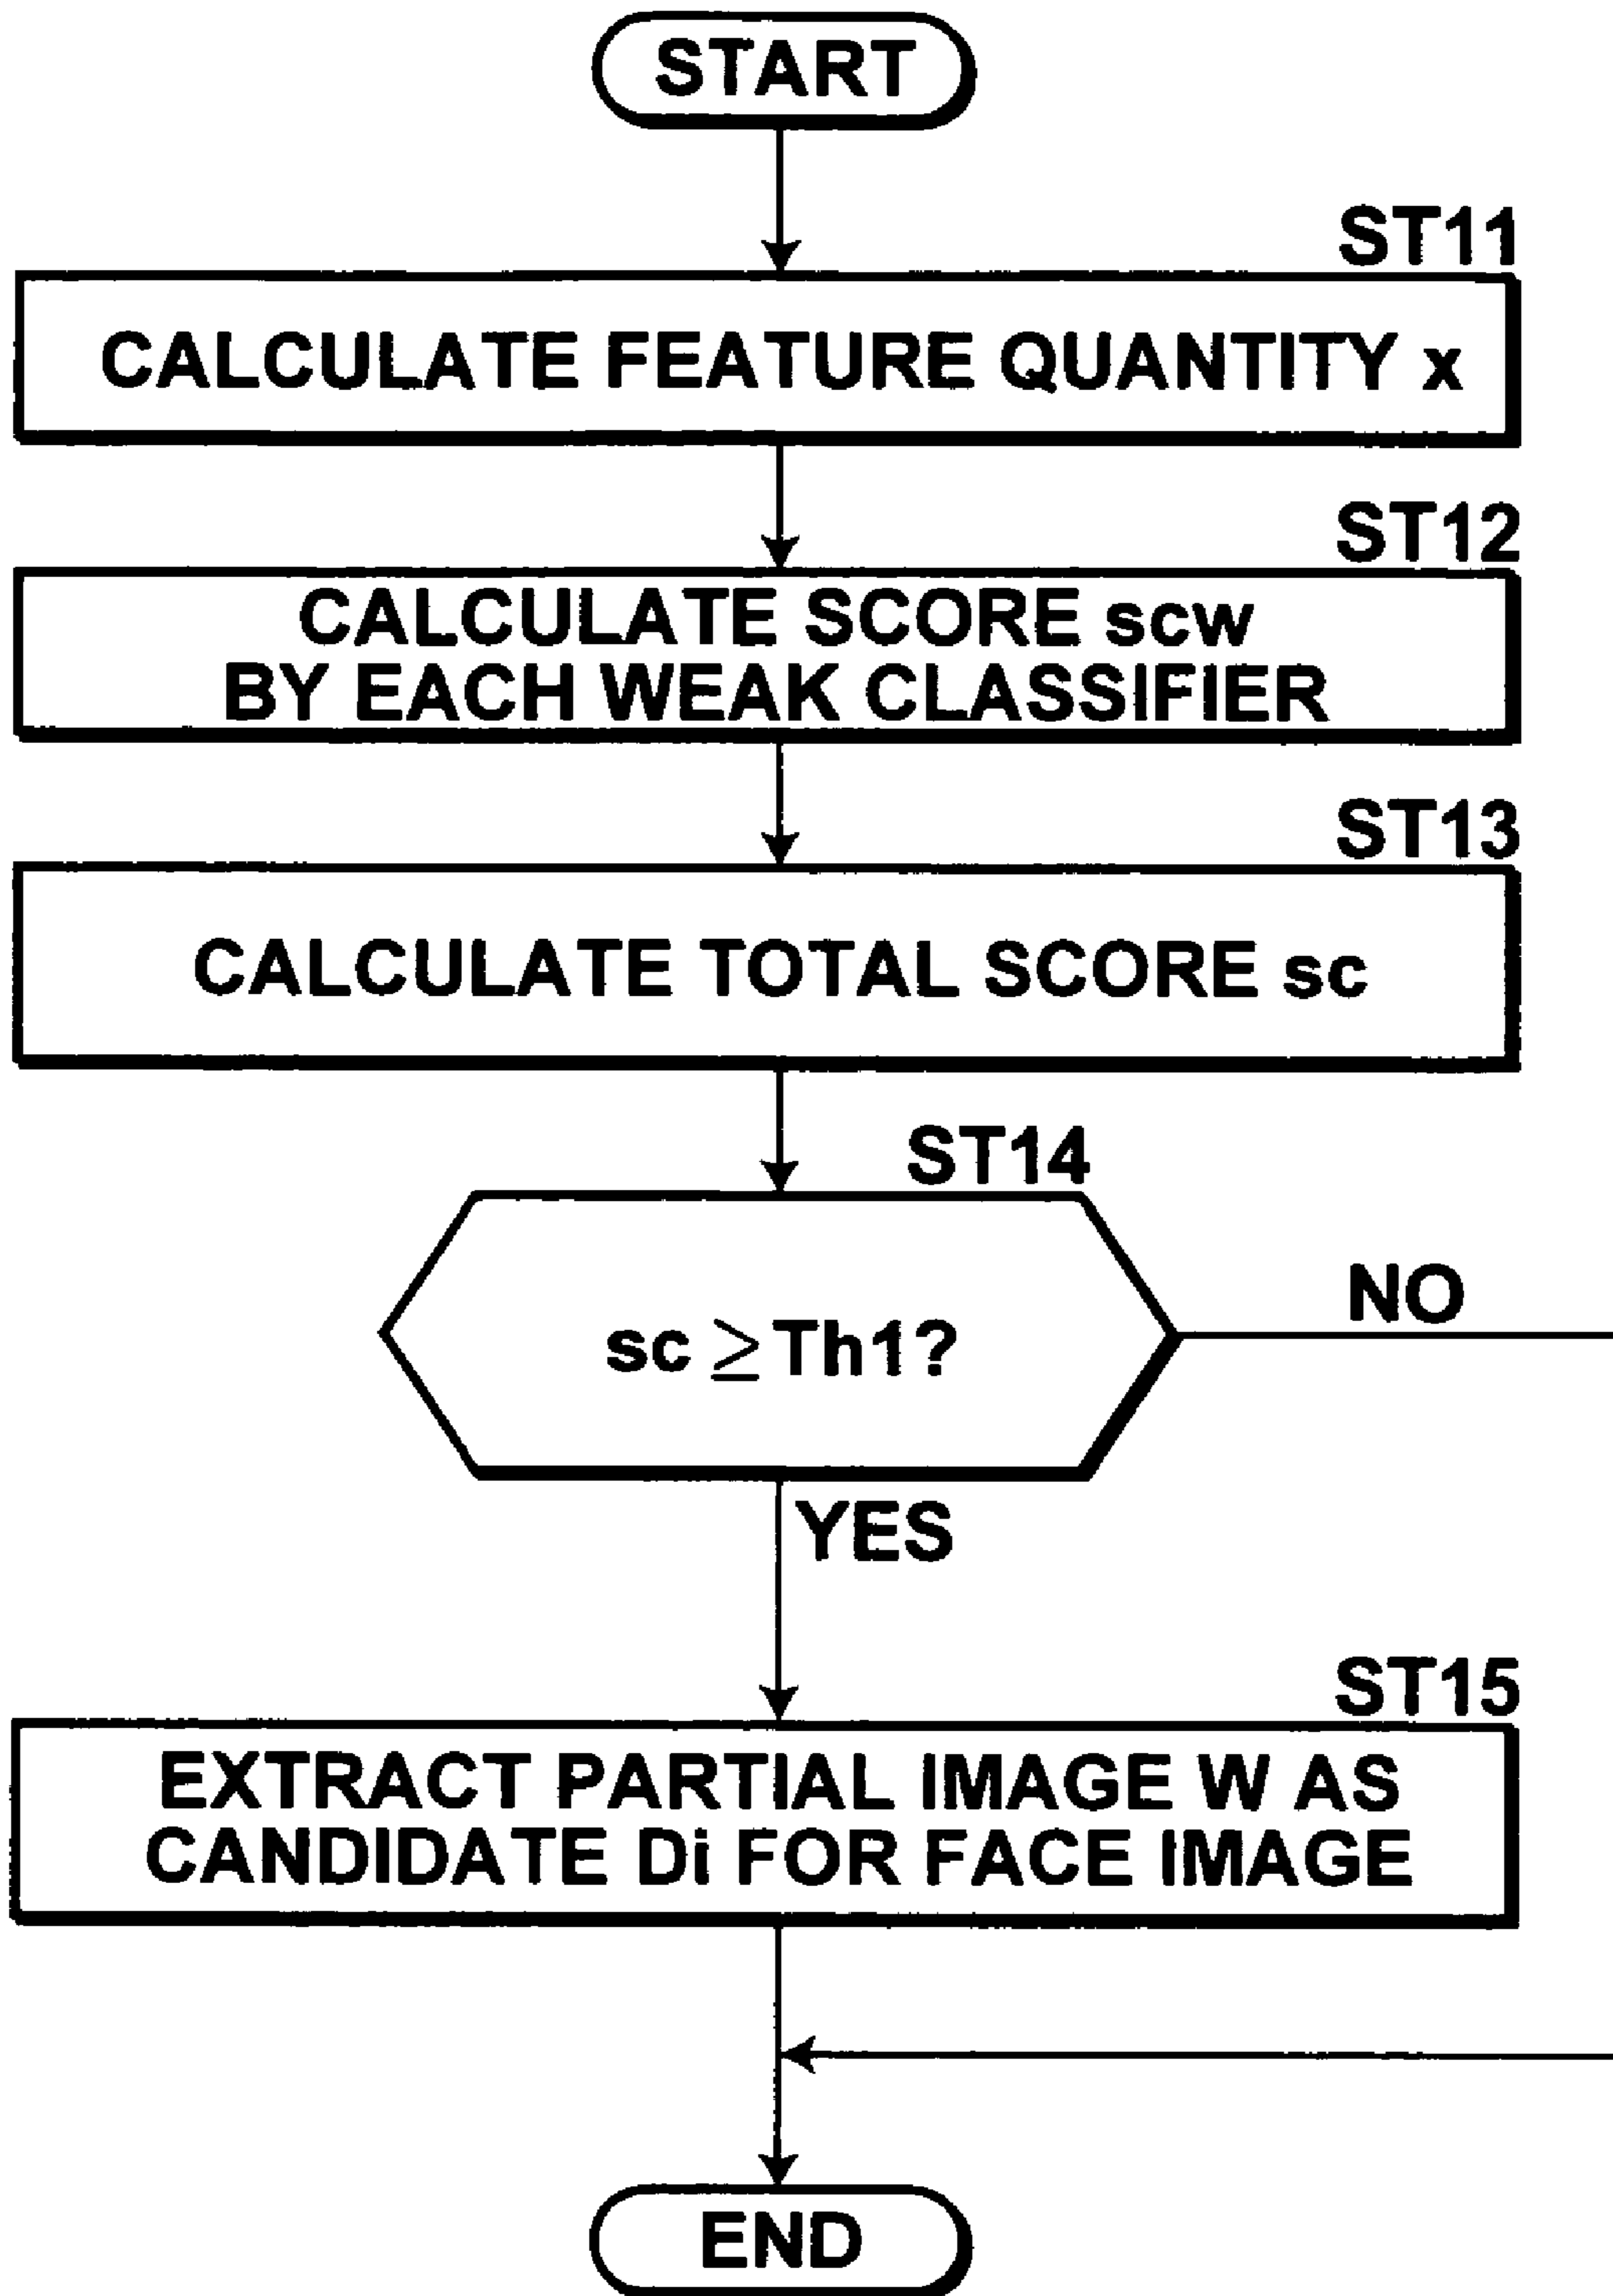 START
ST11
CALCULATE FEATURE QUANTITY x
ST12
CALCULATE SCORE scw
BY EACH WEAK CLASSIFIER
ST13
CALCULATE TOTAL SCORE sc
ST14
sc ≥ Th1?
NO
YES
ST15
EXTRACT PARTIAL IMAGE W AS
CANDIDATE Di FOR FACE IMAGE
END